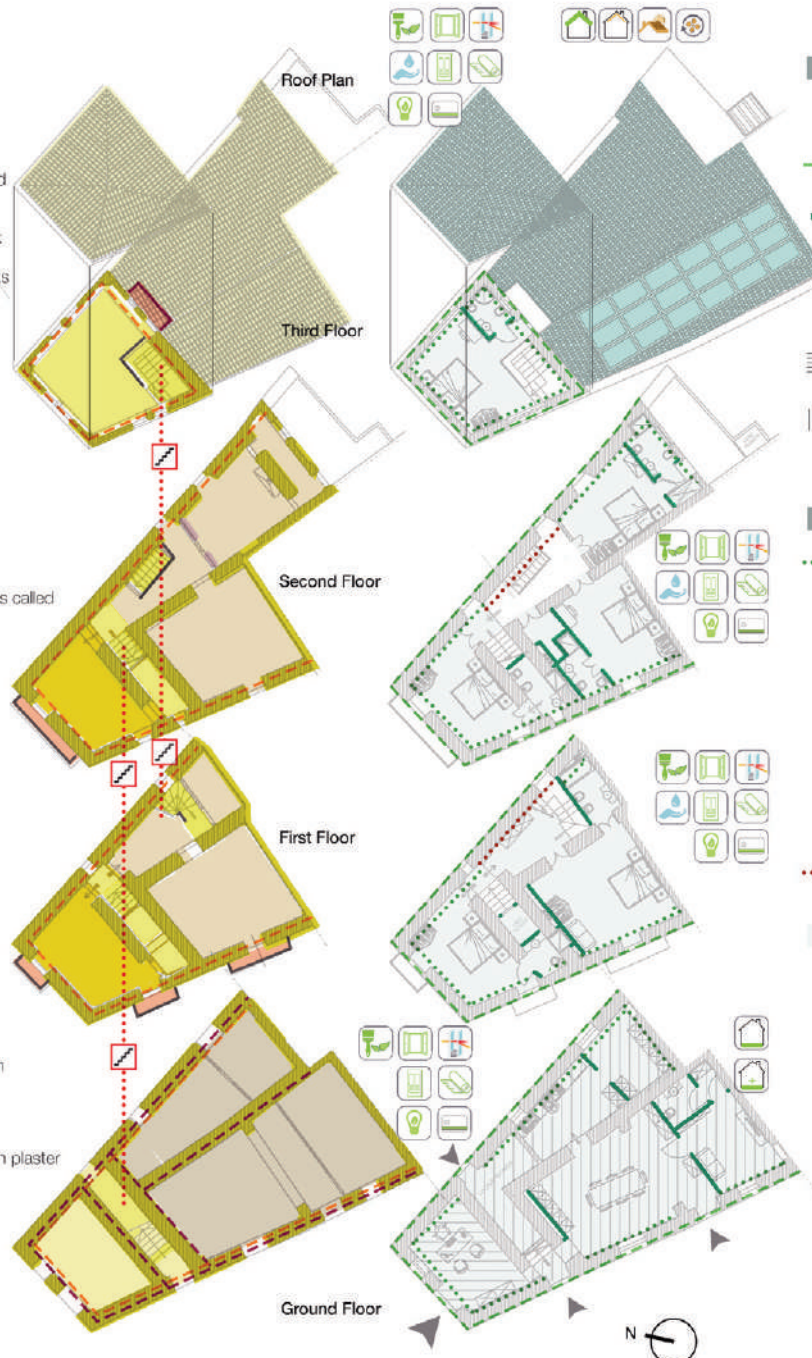 Roof Plan
d
s
Third Floor
s called
Second Floor
First Floor
n
n plaster
Ground Floor
N